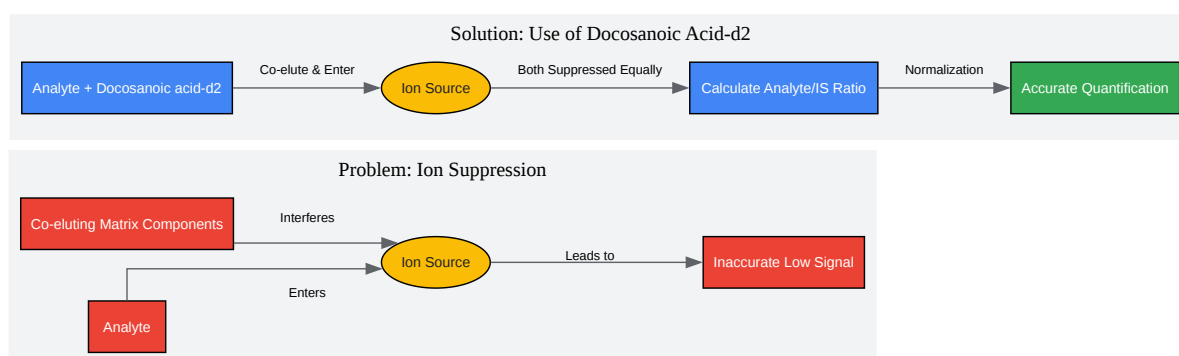 Solution: Use of Docosanoic Acid-d2
Analyte + Docosanoic acid-d2
Co-elute & Enter
Ion Source
Both Suppressed Equally
Calculate Analyte/IS Ratio
Normalization
Accurate Quantification
Problem: Ion Suppression
Co-eluting Matrix Components
Interferes
Analyte
Enters
Ion Source
Leads to
Inaccurate Low Signal